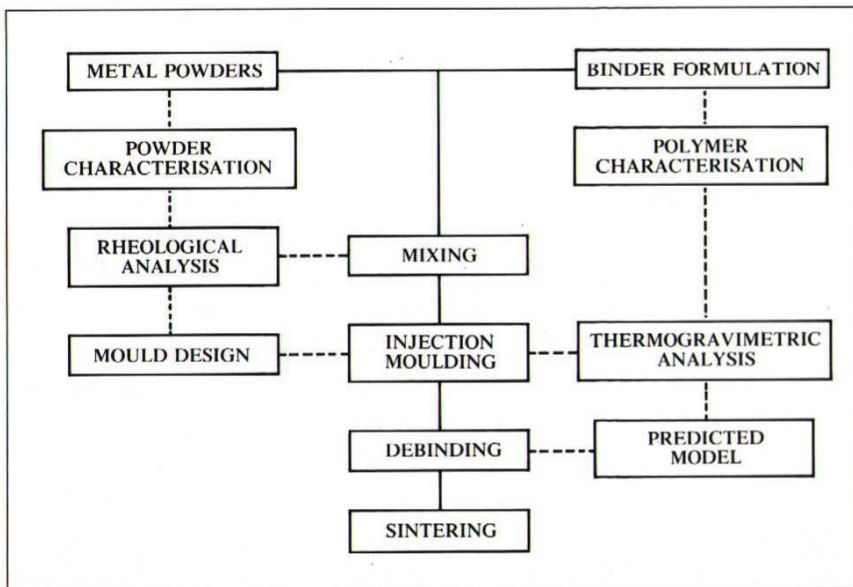 METAL POWDERS
BINDER FORMULATION
POWDER
CHARACTERISATION
POLYMER
CHARACTERISATION
RHEOLOGICAL
ANALYSIS
MIXING
MOULD DESIGN
INJECTION
MOULDING
THERMOGRAVIMETRIC
ANALYSIS
DEBINDING
PREDICTED
MODEL
SINTERING